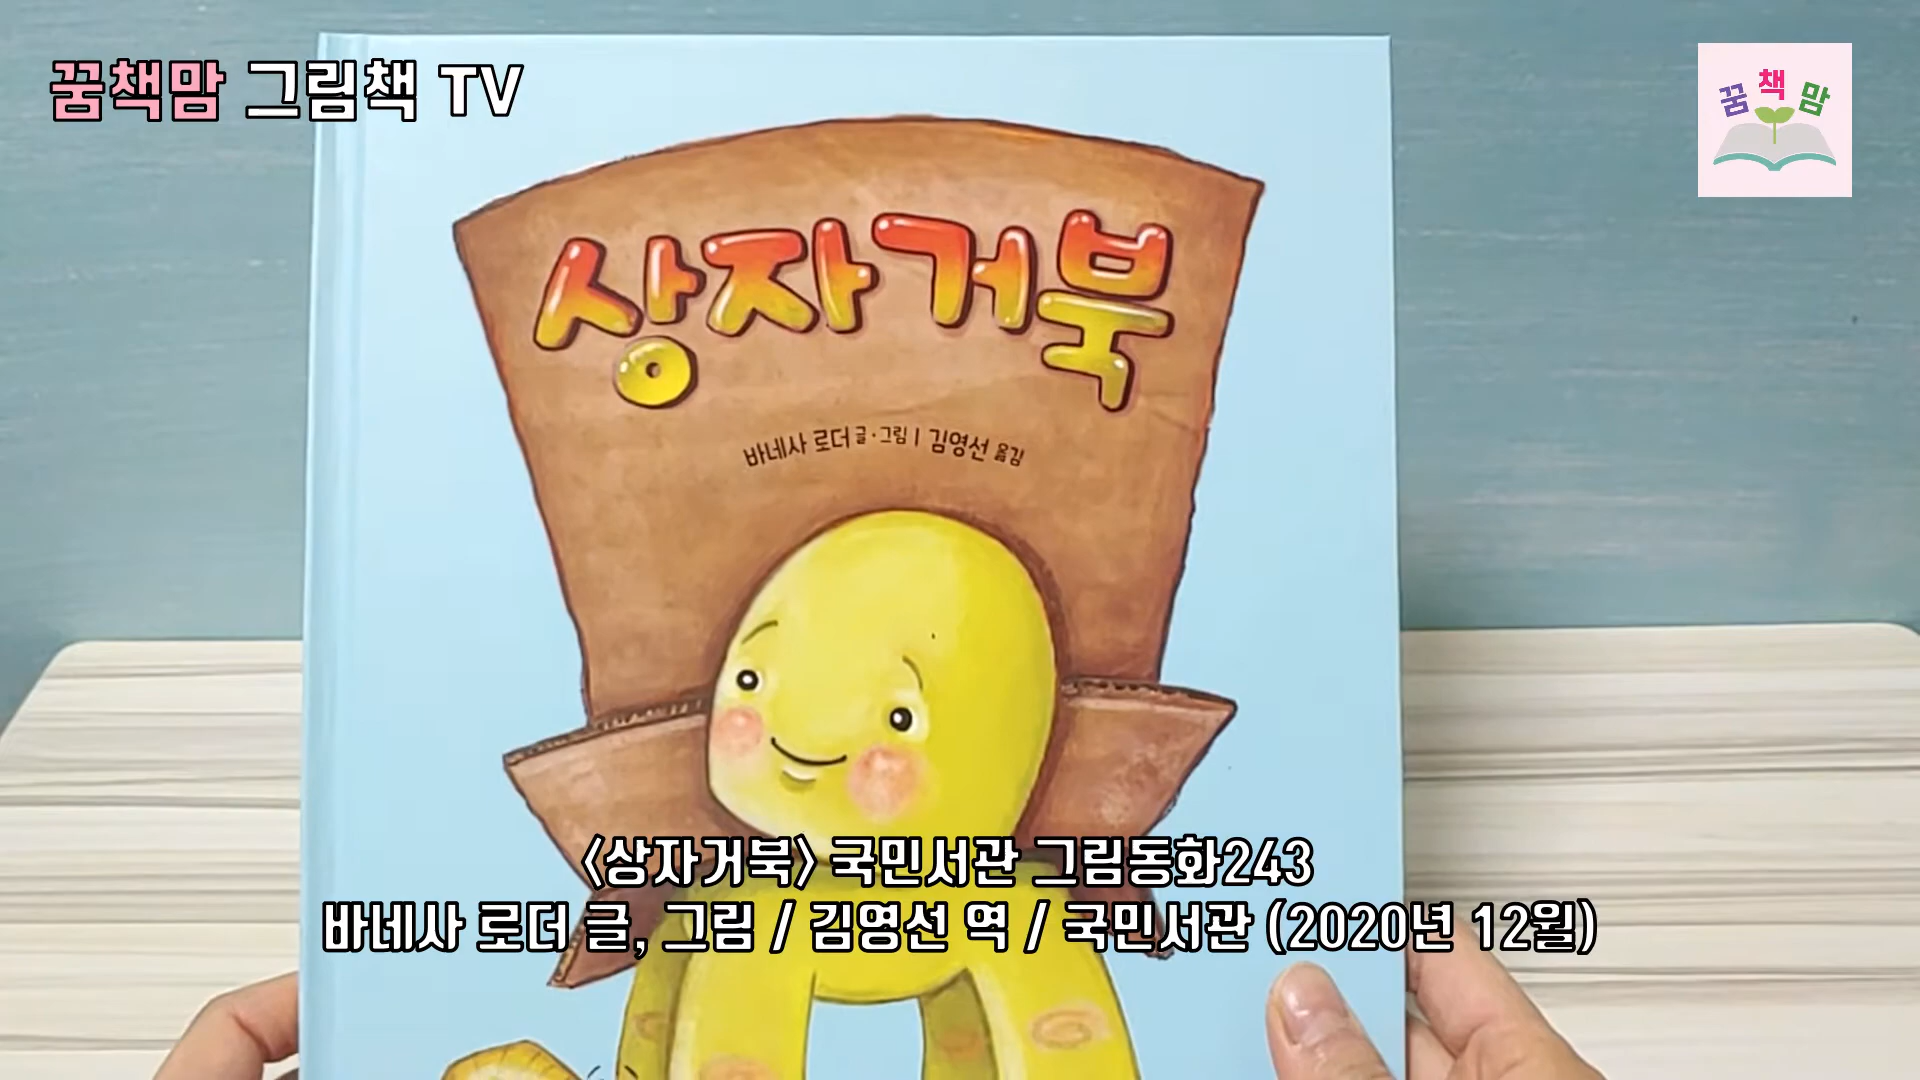 꿈책맘 그림책 TV
꿈책맘
상자거북
바네사 로더 글·그림 | 김영선 옮김
〈상자거북〉 국민서관 그림동화243
바네사 로더 글, 그림 / 김영선 역 / 국민서관 (2020년 12월)